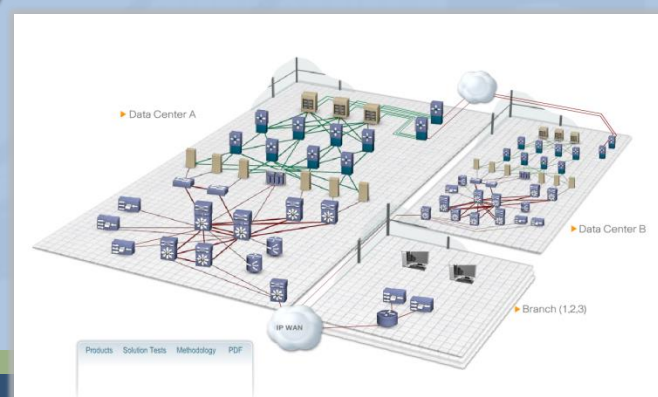 Data Center A
Data Center B
Branch (1,2,3)
IP WAN
Products Solution Tests Methodology PDF